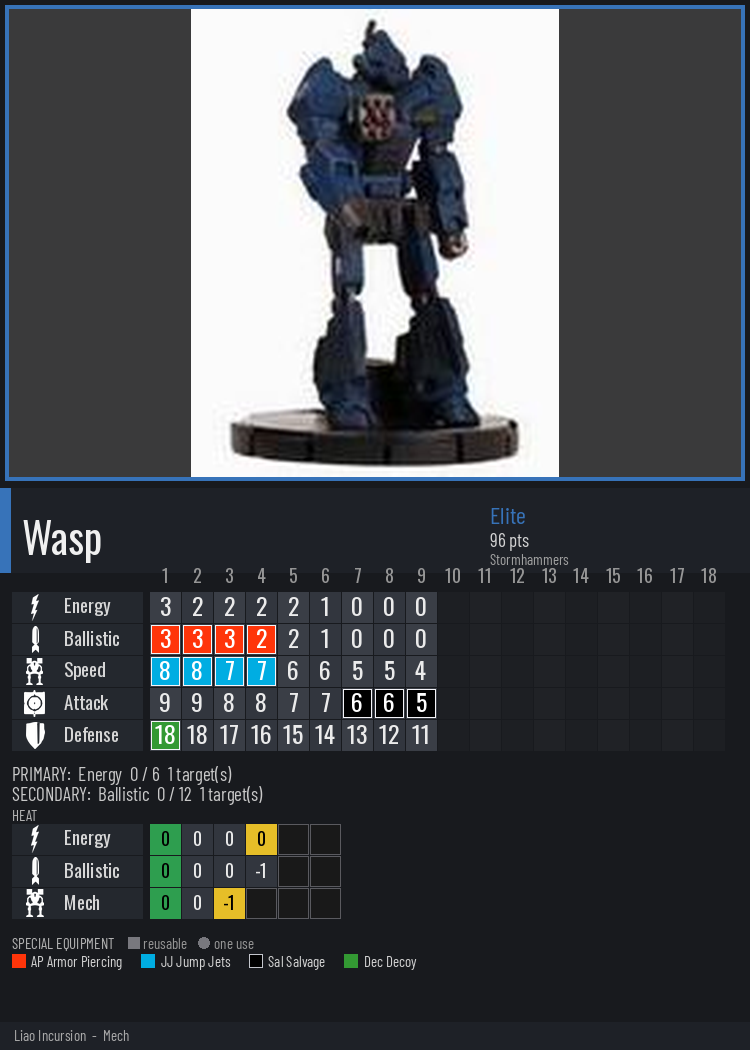 Wasp
Elite
96 pts
Stormhammers
1 2 3 4 5 6 7 8 9 10 11 12 13 14 15 16 17 18
Energy 3 2 2 2 2 1 0 0 0
Ballistic 3 3 3 2 2 1 0 0 0
Speed 8 8 7 7 6 6 5 5 4
Attack 9 9 8 8 7 7 6 6 5
Defense 18 18 17 16 15 14 13 12 11
PRIMARY: Energy 0 / 6 1 target(s)
SECONDARY: Ballistic 0 / 12 1 target(s)
HEAT
Energy 0 0 0 0
Ballistic 0 0 0 -1
Mech 0 0 -1
SPECIAL EQUIPMENT reusable one use
AP Armor Piercing JJ Jump Jets Sal Salvage Dec Decoy
Liao Incursion - Mech